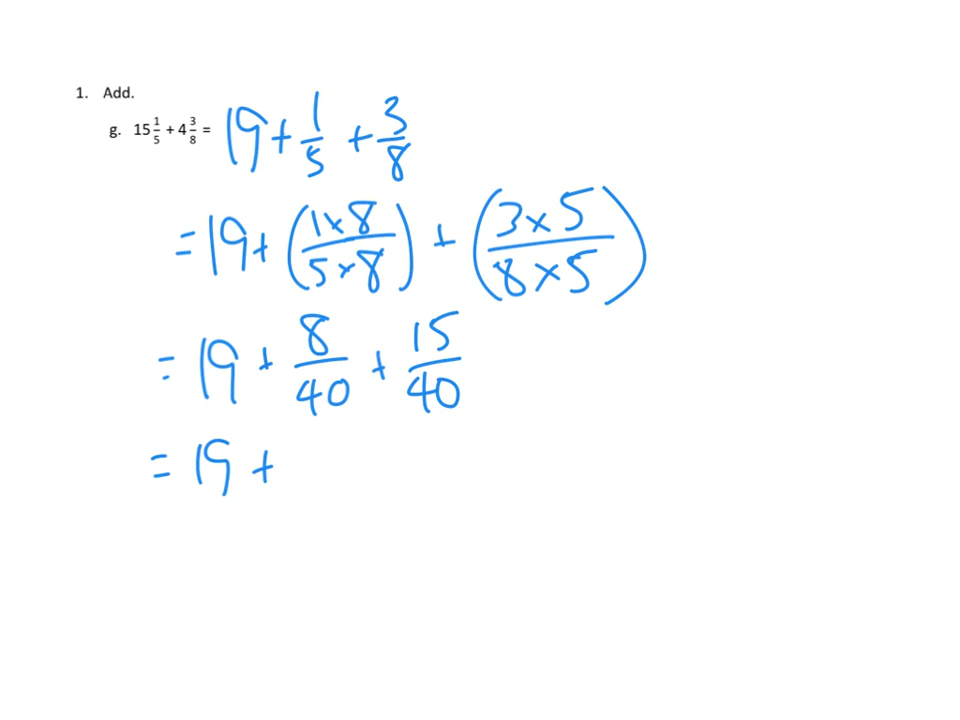 1. Add.
g. 15 1/5 + 4 3/8 = 19 + 1/5 + 3/8
= 19 + (1 × 8 / 5 × 8) + (3 × 5 / 8 × 5)
= 19 + 8/40 + 15/40
= 19 +